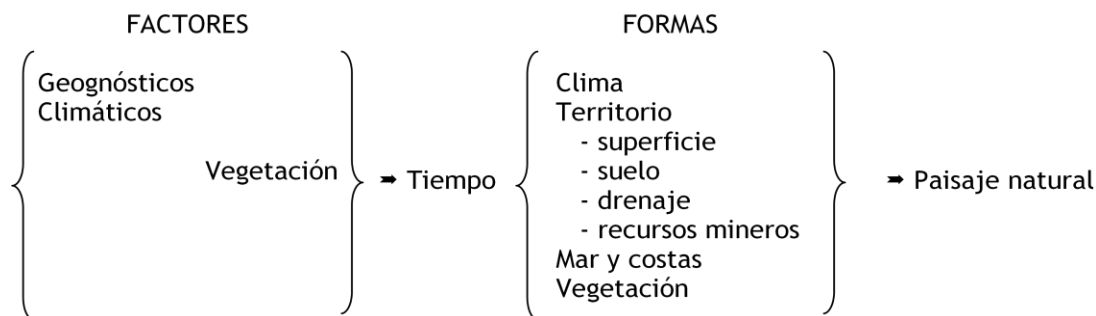 FACTORES
Geognósticos
Climáticos
Vegetación
➡ Tiempo
FORMAS
Clima
Territorio
- superficie
- suelo
- drenaje
- recursos mineros
Mar y costas
Vegetación
➡ Paisaje natural